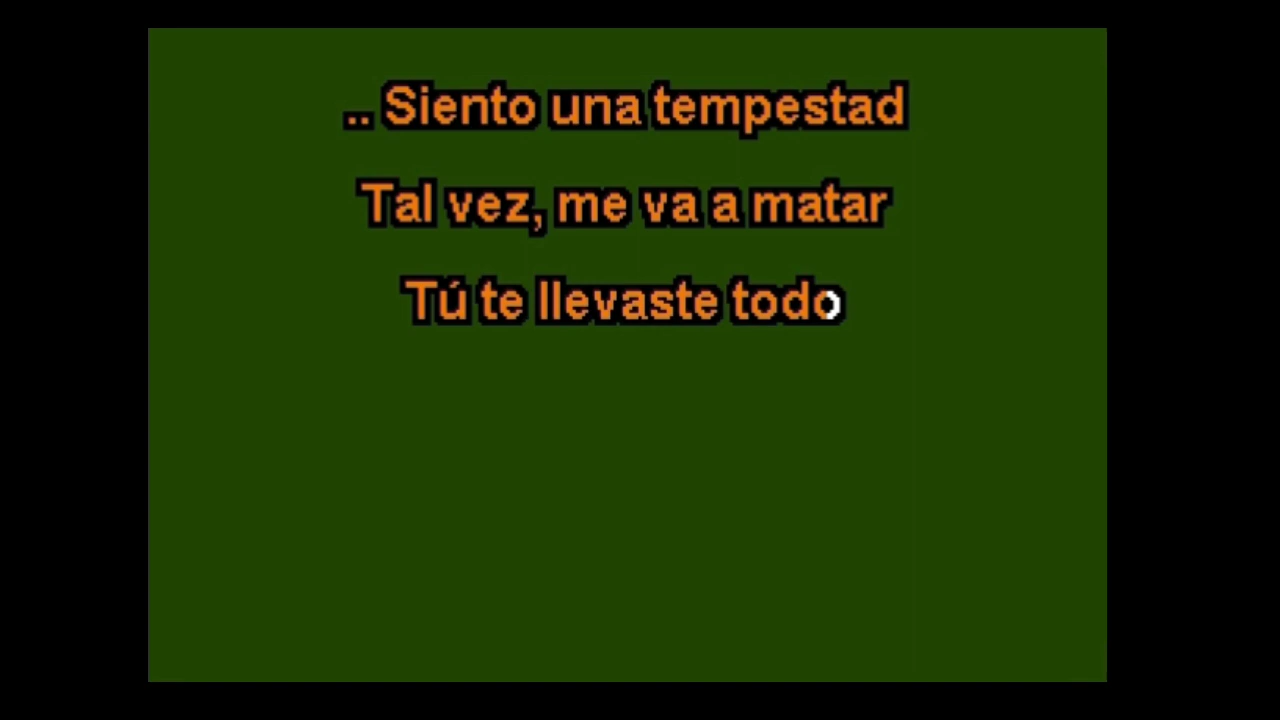 .. Siento una tempestad
Tal vez, me va a matar
Tú te llevaste todo